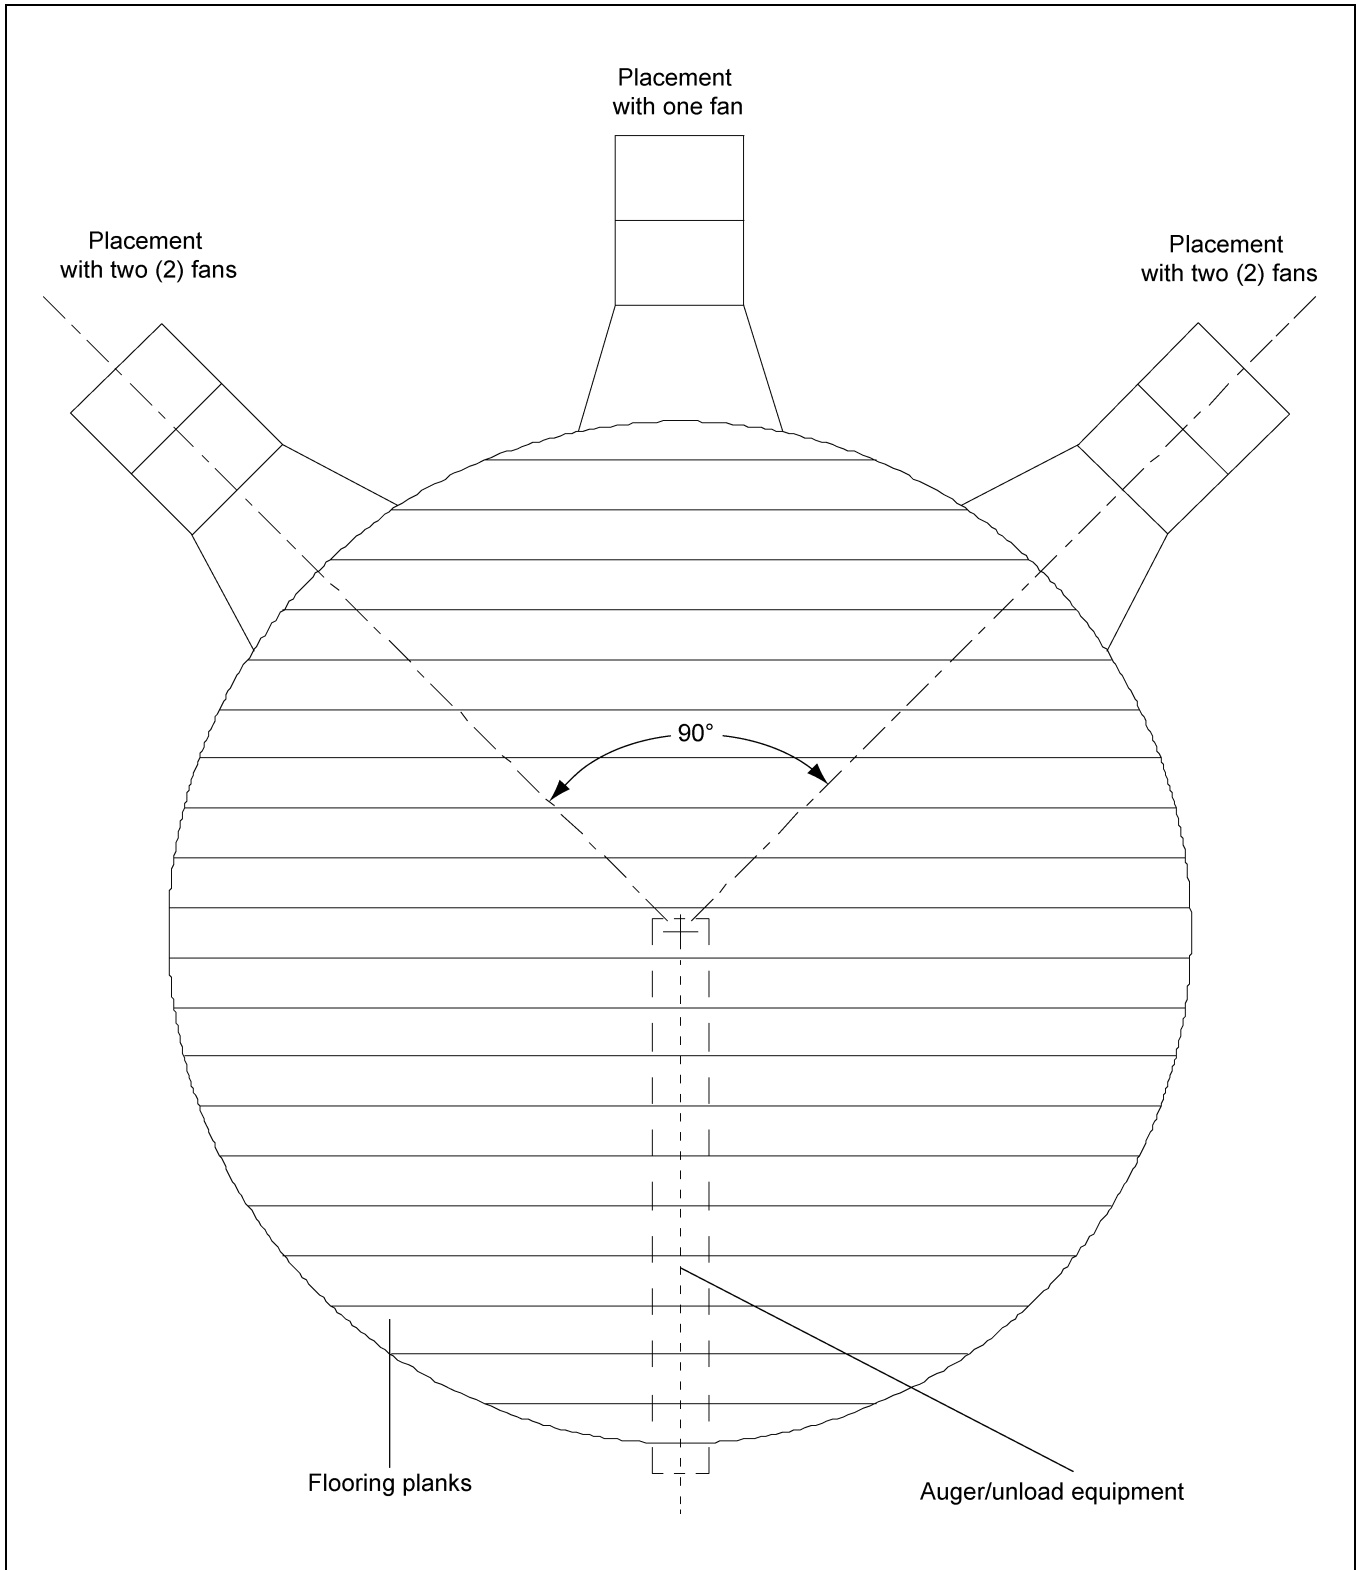 Placement
with one fan
Placement
with two (2) fans
Placement
with two (2) fans
90°
Flooring planks
Auger/unload equipment